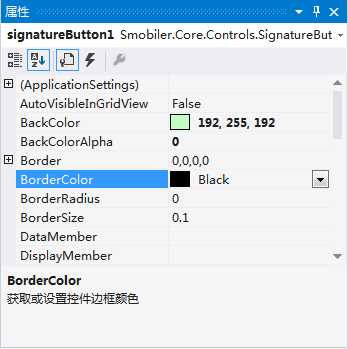 属性
signatureButton1 Smobiler.Core.Controls.SignatureBut
(ApplicationSettings)
AutoVisibleInGridView False
BackColor 192, 255, 192
BackColorAlpha 0
Border 0,0,0,0
BorderColor Black
BorderRadius 0
BorderSize 0.1
DataMember
DisplayMember
BorderColor
获取或设置控件边框颜色